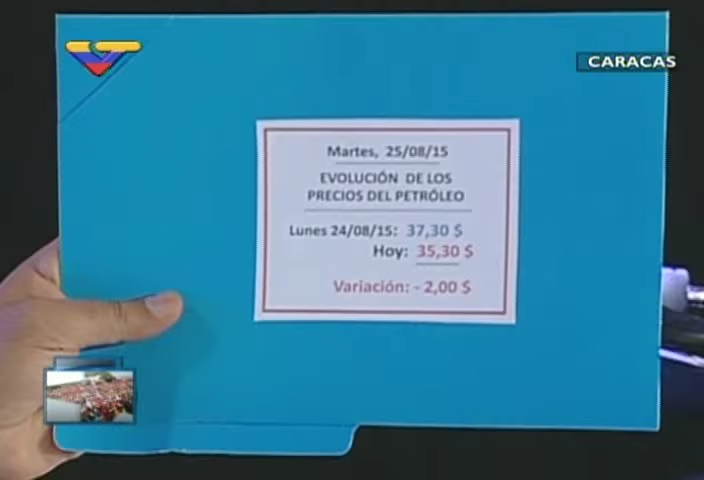 CARACAS
Martes, 25/08/15
EVOLUCIÓN DE LOS
PRECIOS DEL PETRÓLEO
Lunes 24/08/15: 37,30 $
Hoy: 35,30 $
Variación: - 2,00 $